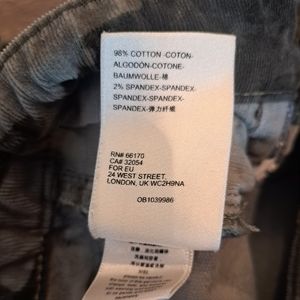 98% COTTON -COTON-
ALGODÓN-COTONE-
BAUMWOLLE-棉
2% SPANDEX-SPANDEX-
SPANDEX-SPANDEX-
SPANDEX-弹力纤维
RN# 66170
CA# 32054
FOR EU
24 WEST STREET,
LONDON, UK WC2H9NA
OB1039986